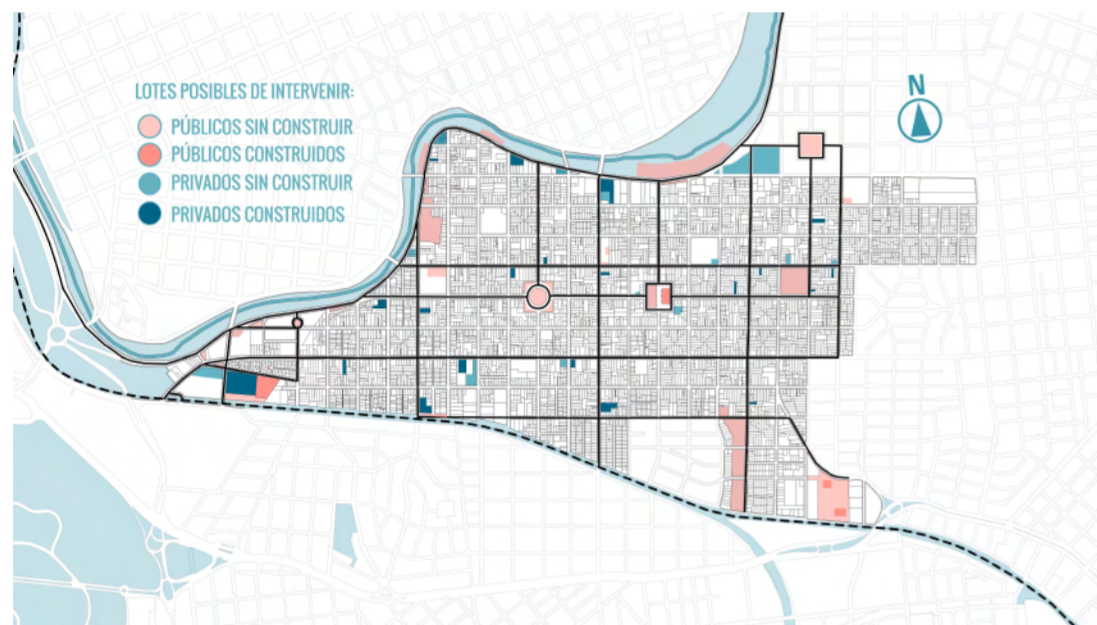 LOTES POSIBLES DE INTERVENIR:
PÚBLICOS SIN CONSTRUIR
PÚBLICOS CONSTRUIDOS
PRIVADOS SIN CONSTRUIR
PRIVADOS CONSTRUIDOS
N